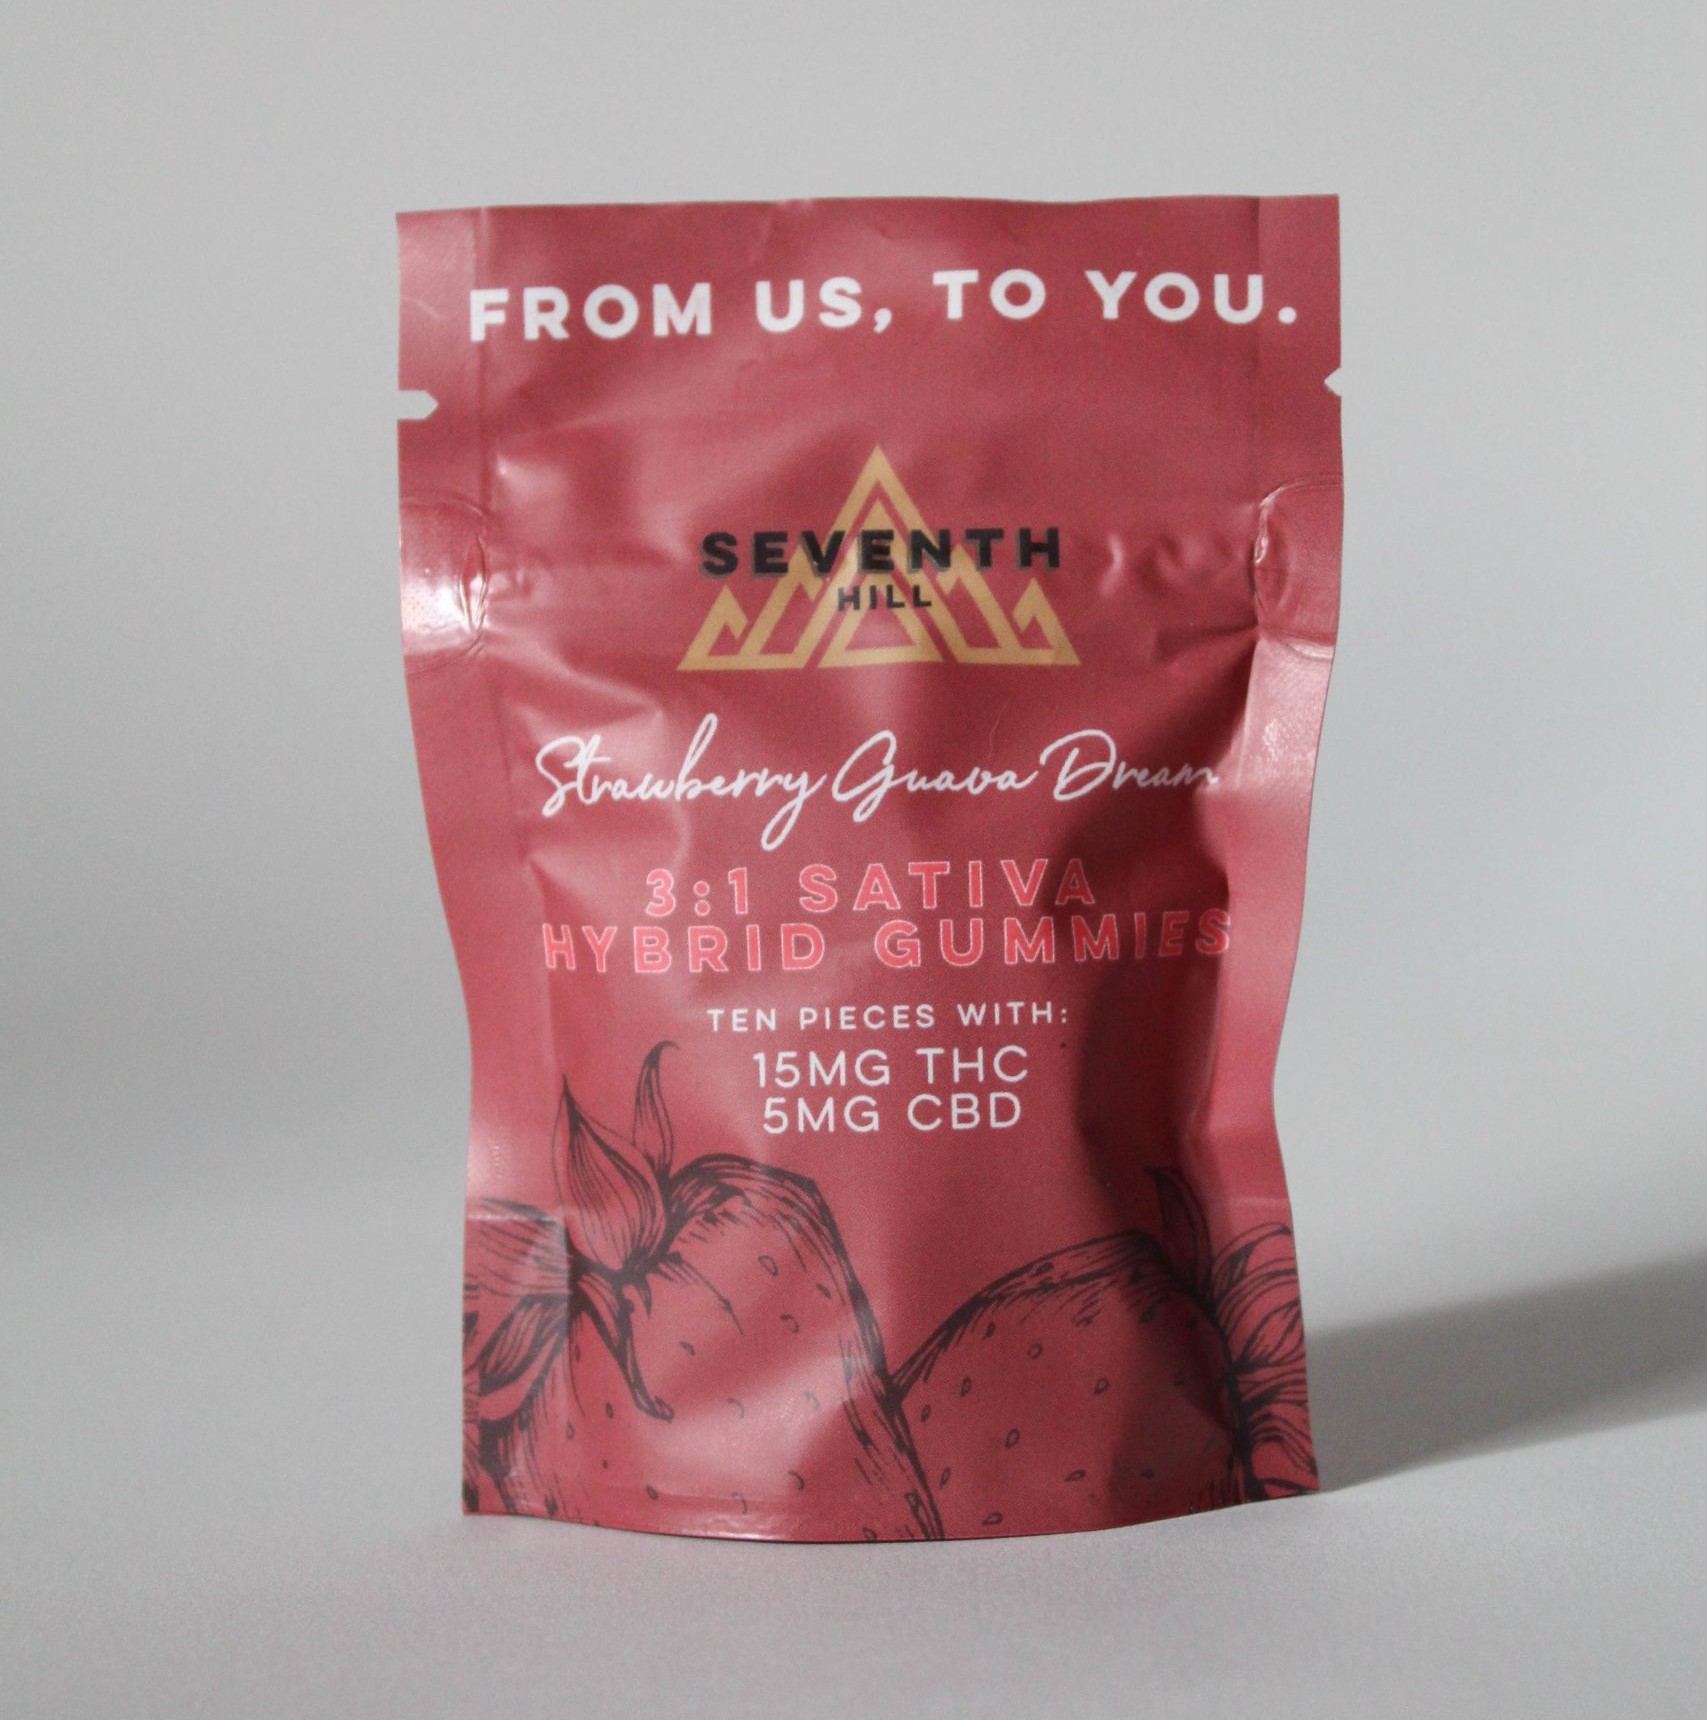 FROM US, TO YOU.
SEVENTH
HILL
Strawberry Guava Dream
3:1 SATIVA
HYBRID GUMMIES
TEN PIECES WITH:
15MG THC
5MG CBD